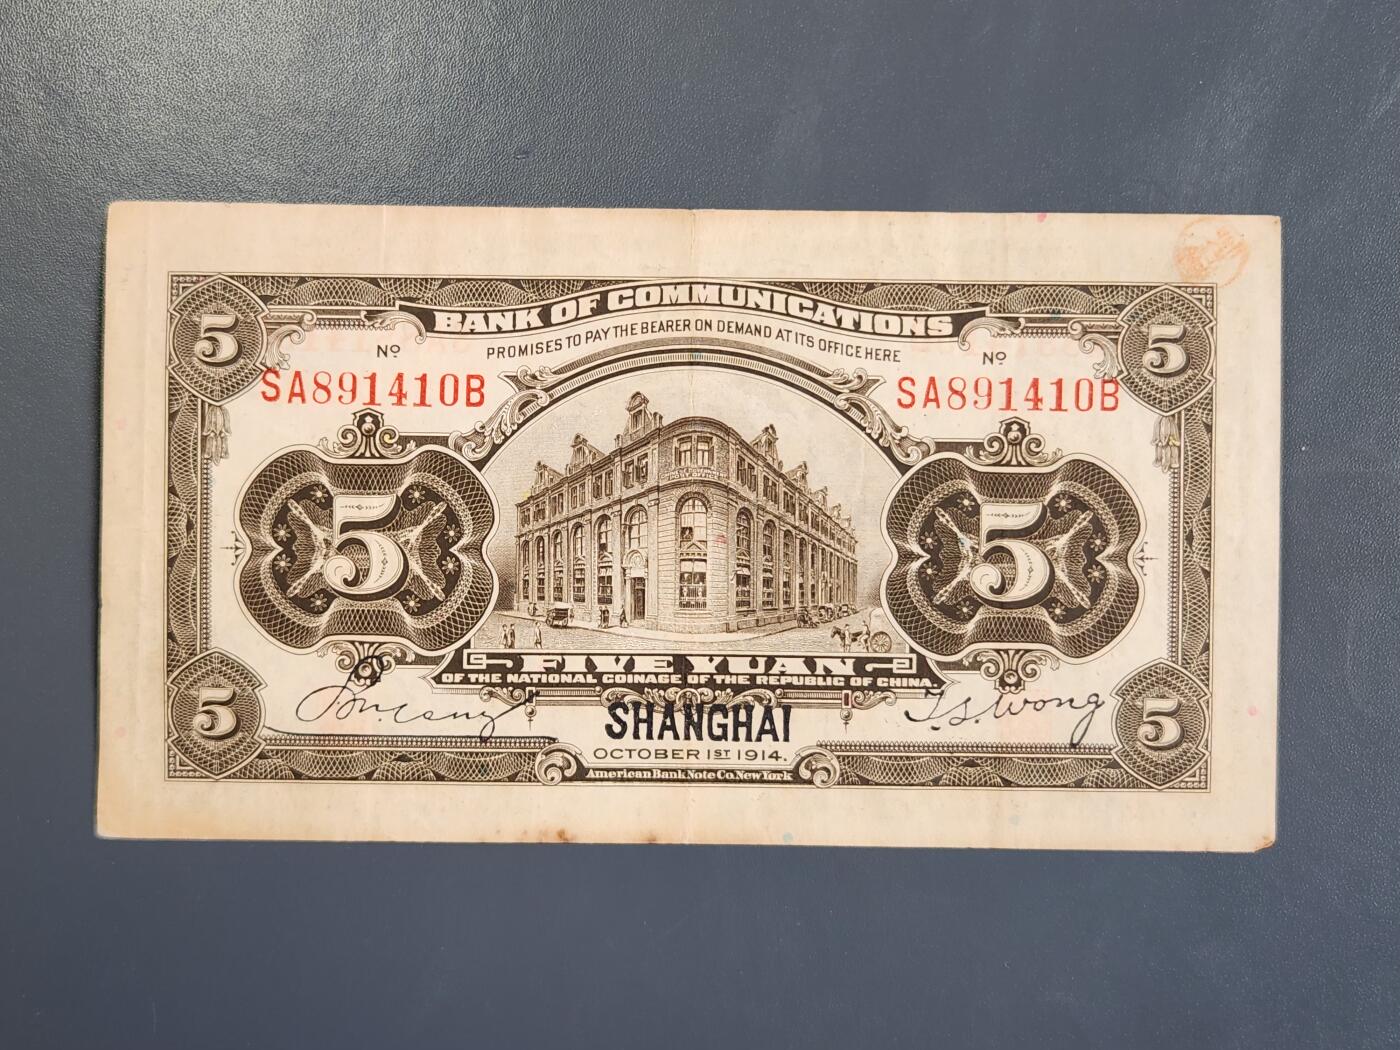 BANK OF COMMUNICATIONS
PROMISES TO PAY THE BEARER ON DEMAND AT ITS OFFICE HERE
5
5
Nº
Nº
SA891410B
SA891410B
5
5
FIVE YUAN
OF THE NATIONAL COINAGE OF THE REPUBLIC OF CHINA.
T.S. Wong
SHANGHAI
5
5
OCTOBER 1ST 1914.
American Bank Note Co. New York